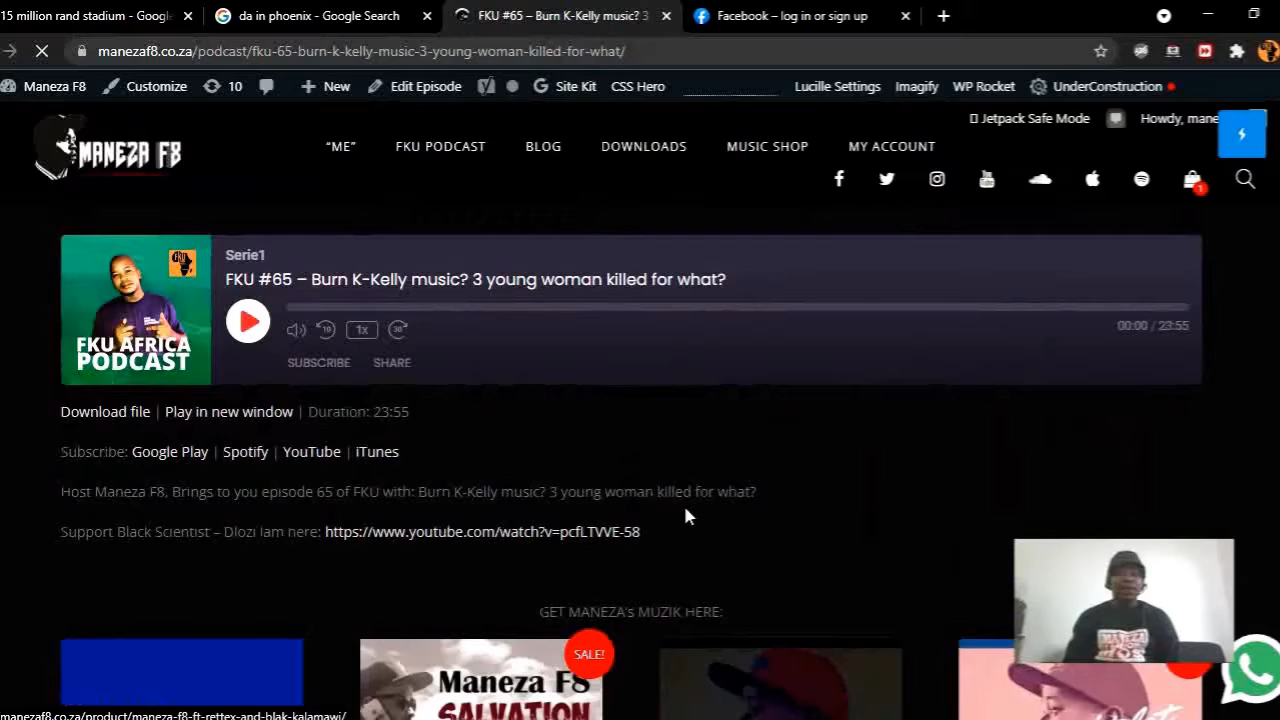 15 million rand stadium - Google
da in phoenix - Google Search
FKU #65 – Burn K-Kelly music? 3
Facebook – log in or sign up
manezaf8.co.za/podcast/fku-65-burn-k-kelly-music-3-young-woman-killed-for-what/
Maneza F8
Customize
10
New
Edit Episode
Site Kit
CSS Hero
Lucille Settings
Imagify
WP Rocket
UnderConstruction
Jetpack Safe Mode
Howdy, mane
MANEZA F8
“ME”
FKU PODCAST
BLOG
DOWNLOADS
MUSIC SHOP
MY ACCOUNT
1
Serie1
FKU #65 – Burn K-Kelly music? 3 young woman killed for what?
1x
00:00 / 23:55
SUBSCRIBE
SHARE
FKU AFRICA
PODCAST
Download file | Play in new window | Duration: 23:55
Subscribe: Google Play | Spotify | YouTube | iTunes
Host Maneza F8, Brings to you episode 65 of FKU with: Burn K-Kelly music? 3 young woman killed for what?
Support Black Scientist – Dlozi lam here: https://www.youtube.com/watch?v=pcfLTVVE-58
GET MANEZA's MUZIK HERE:
SALE!
Maneza F8
SALVATION
manezaf8.co.za/product/maneza-f8-ft-rettex-and-blak-kalamawi/